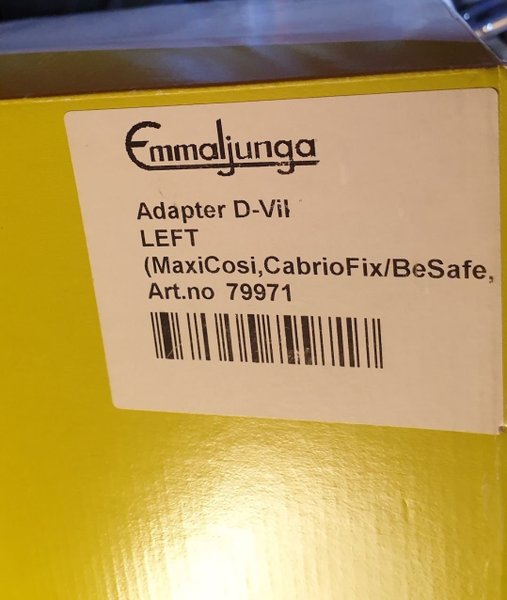 Emmaljunga
Adapter D-Vil
LEFT
(MaxiCosi,CabrioFix/BeSafe,
Art.no 79971